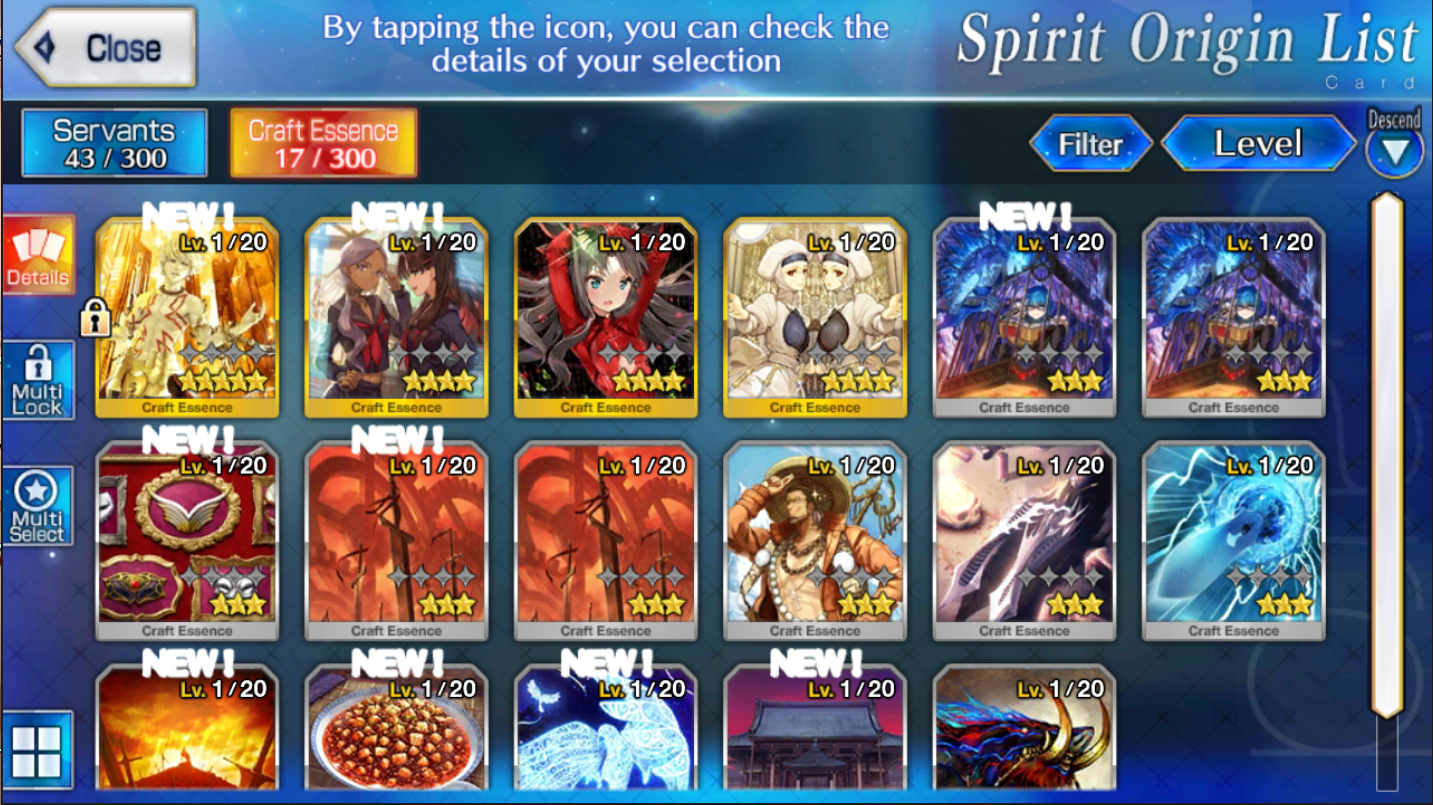 Close
By tapping the icon, you can check the
details of your selection
Spirit Origin List
Card
Servants
43 / 300
Craft Essence
17 / 300
Filter
Level
Descend
Details
Multi
Lock
Multi
Select
NEW!
Lv. 1/20
Craft Essence
NEW!
Lv. 1/20
Craft Essence
Lv. 1/20
Craft Essence
Lv. 1/20
Craft Essence
NEW!
Lv. 1/20
Craft Essence
Lv. 1/20
Craft Essence
NEW!
Lv. 1/20
Craft Essence
NEW!
Lv. 1/20
Craft Essence
Lv. 1/20
Craft Essence
Lv. 1/20
Craft Essence
Lv. 1/20
Craft Essence
Lv. 1/20
Craft Essence
NEW!
Lv. 1/20
NEW!
Lv. 1/20
NEW!
Lv. 1/20
NEW!
Lv. 1/20
Lv. 1/20